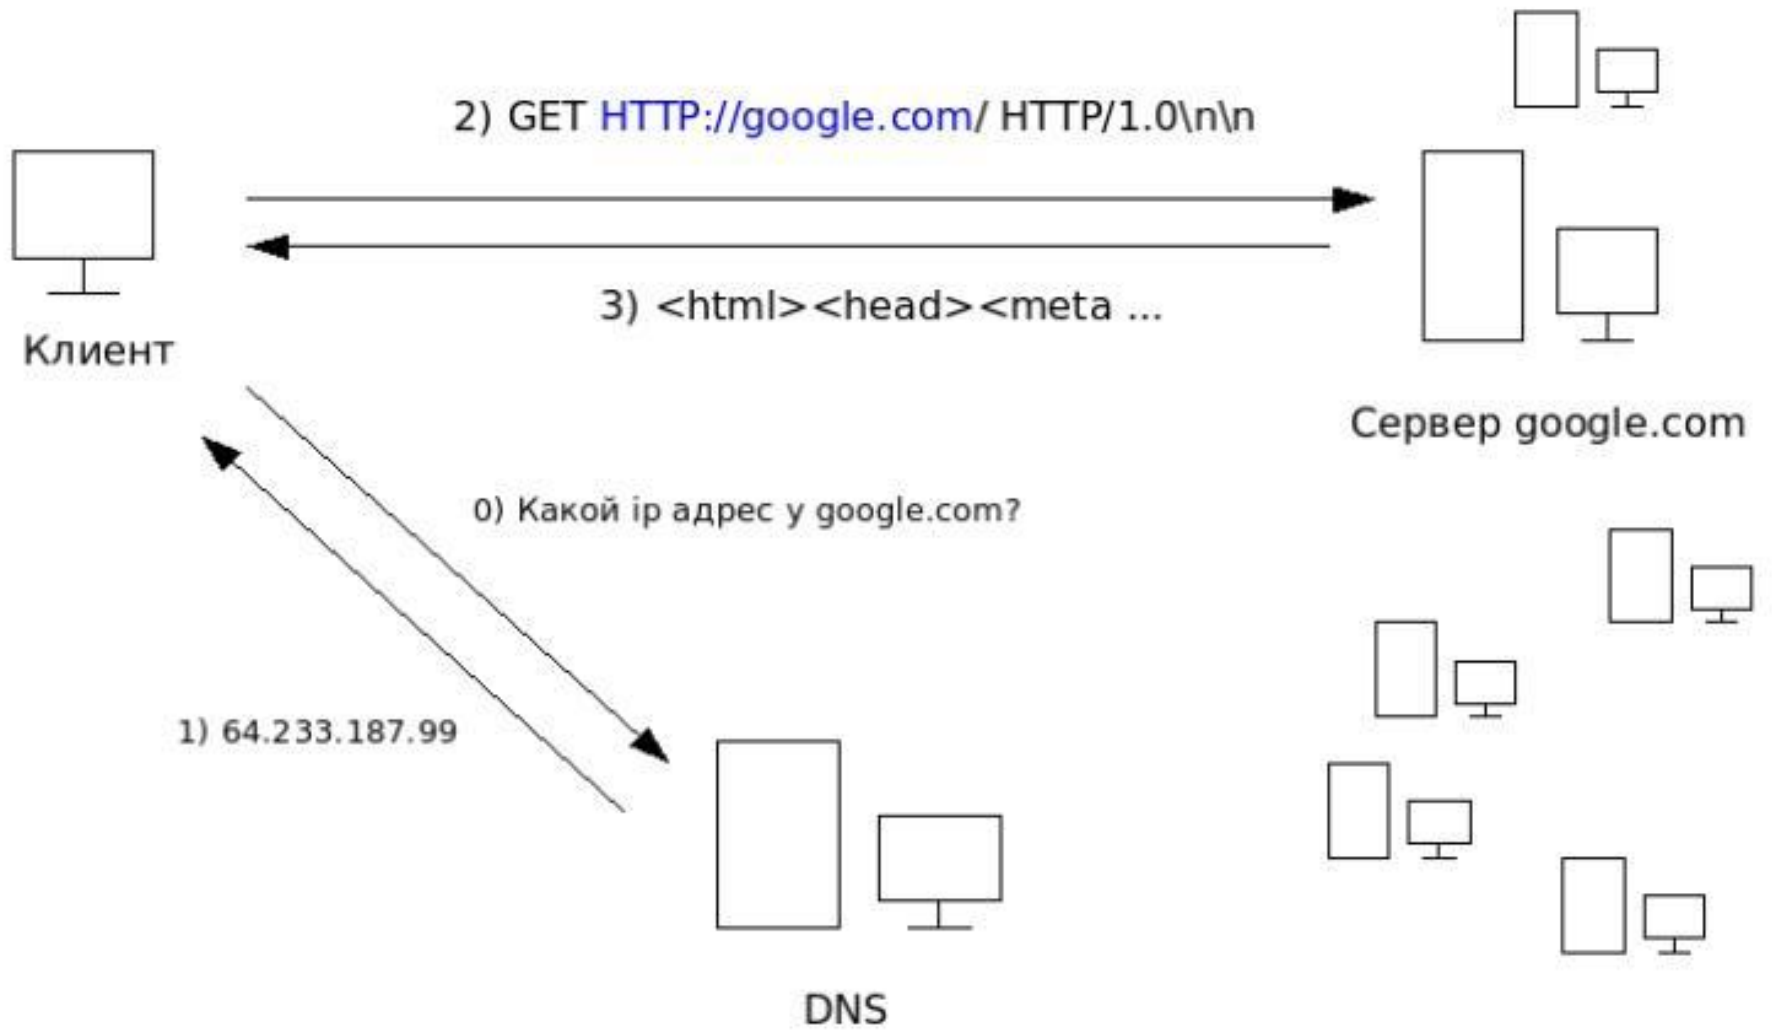 2) GET HTTP://google.com/ HTTP/1.0\n\n
3) <html><head><meta ...
Клиент
Сервер google.com
0) Какой ip адрес у google.com?
1) 64.233.187.99
DNS